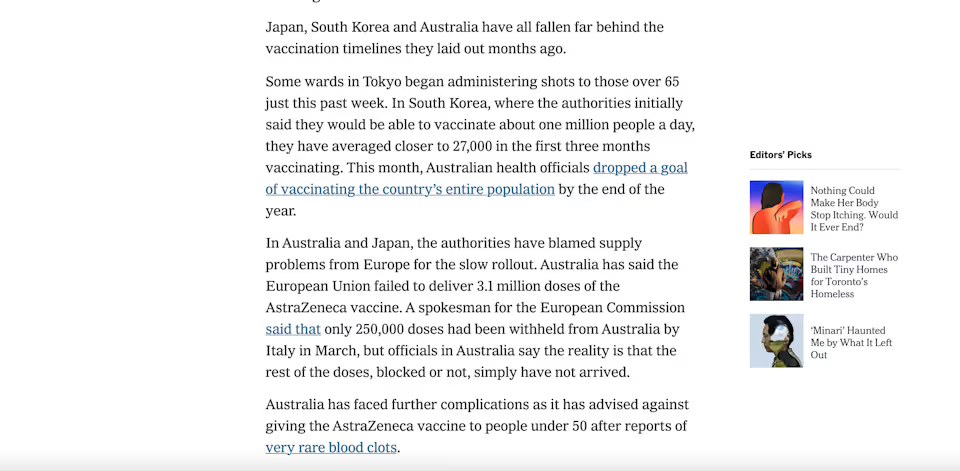 Japan, South Korea and Australia have all fallen far behind the
vaccination timelines they laid out months ago.
Some wards in Tokyo began administering shots to those over 65
just this past week. In South Korea, where the authorities initially
said they would be able to vaccinate about one million people a day,
they have averaged closer to 27,000 in the first three months
vaccinating. This month, Australian health officials dropped a goal
of vaccinating the country’s entire population by the end of the
year.
In Australia and Japan, the authorities have blamed supply
problems from Europe for the slow rollout. Australia has said the
European Union failed to deliver 3.1 million doses of the
AstraZeneca vaccine. A spokesman for the European Commission
said that only 250,000 doses had been withheld from Australia by
Italy in March, but officials in Australia say the reality is that the
rest of the doses, blocked or not, simply have not arrived.
Australia has faced further complications as it has advised against
giving the AstraZeneca vaccine to people under 50 after reports of
very rare blood clots.
Editors’ Picks
Nothing Could
Make Her Body
Stop Itching. Would
It Ever End?
The Carpenter Who
Built Tiny Homes
for Toronto’s
Homeless
‘Minari’ Haunted
Me by What It Left
Out